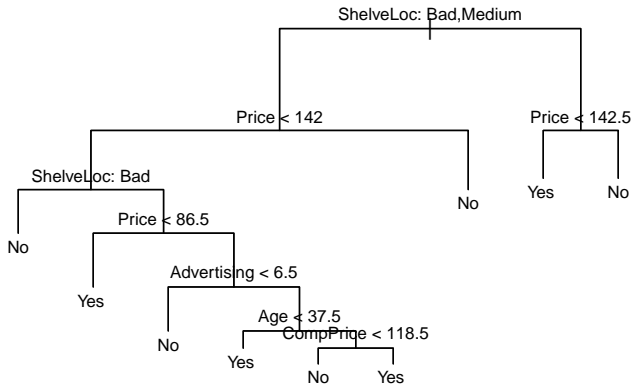 ShelveLoc: Bad,Medium
Price < 142
Price < 142.5
ShelveLoc: Bad
Yes
No
No
Price < 86.5
No
Advertising < 6.5
Yes
Age < 37.5
CompPrice < 118.5
No
Yes
No
Yes